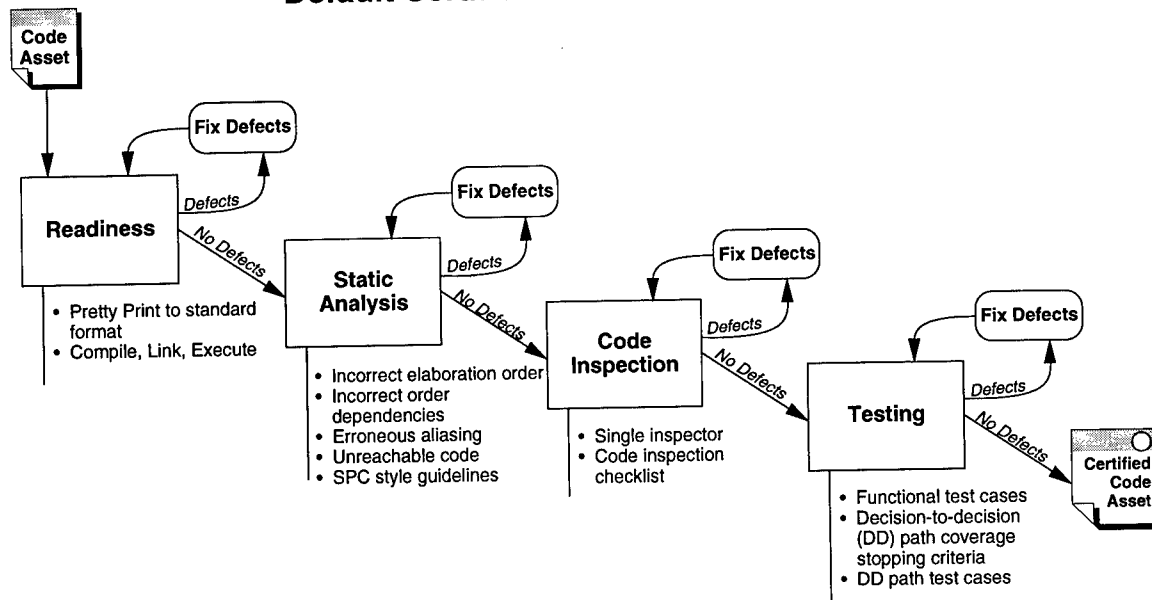 Code
Asset
Fix Defects
Defects
Readiness
No Defects
• Pretty Print to standard
format
• Compile, Link, Execute
Fix Defects
Defects
Static
Analysis
No Defects
• Incorrect elaboration order
• Incorrect order
dependencies
• Erroneous aliasing
• Unreachable code
• SPC style guidelines
Fix Defects
Defects
Code
Inspection
No Defects
• Single inspector
• Code inspection
checklist
Fix Defects
Defects
Testing
No Defects
• Functional test cases
• Decision-to-decision
(DD) path coverage
stopping criteria
• DD path test cases
Certified
Code
Asset